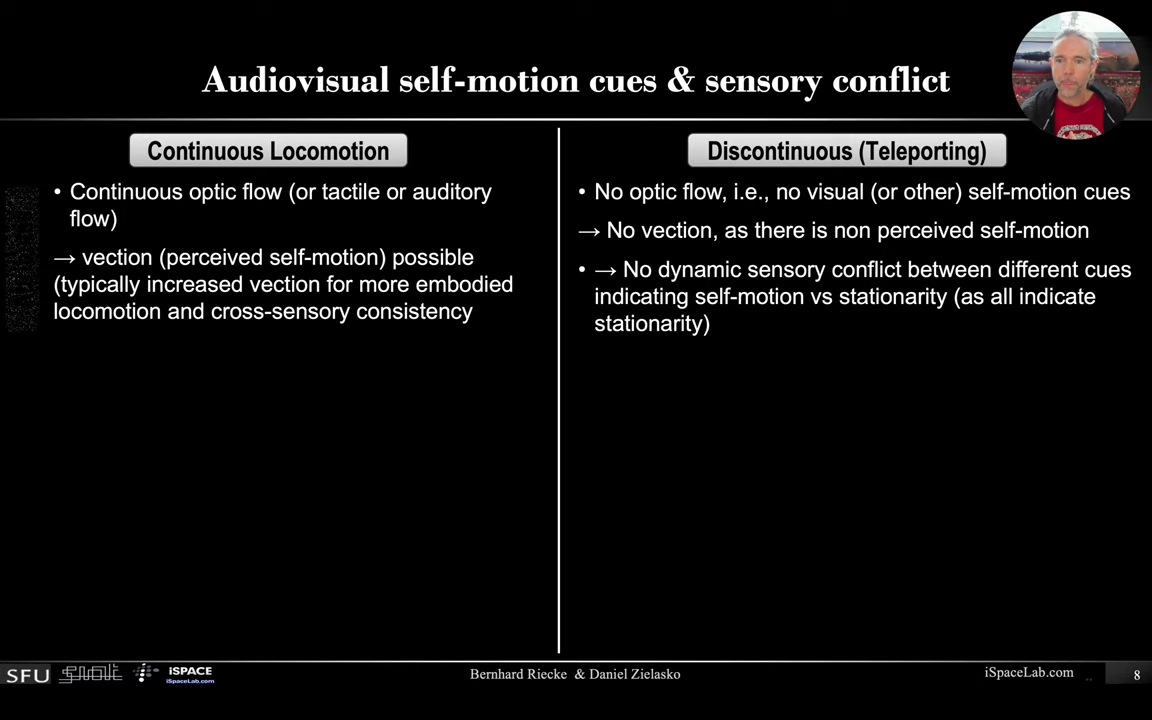 Audiovisual self-motion cues & sensory conflict
Continuous Locomotion
• Continuous optic flow (or tactile or auditory
flow)
→ vection (perceived self-motion) possible
(typically increased vection for more embodied
locomotion and cross-sensory consistency
Discontinuous (Teleporting)
• No optic flow, i.e., no visual (or other) self-motion cues
→ No vection, as there is non perceived self-motion
• → No dynamic sensory conflict between different cues
indicating self-motion vs stationarity (as all indicate
stationarity)
SFU
iSPACE
iSpaceLab.com
Bernhard Riecke & Daniel Zielasko
iSpaceLab.com
8